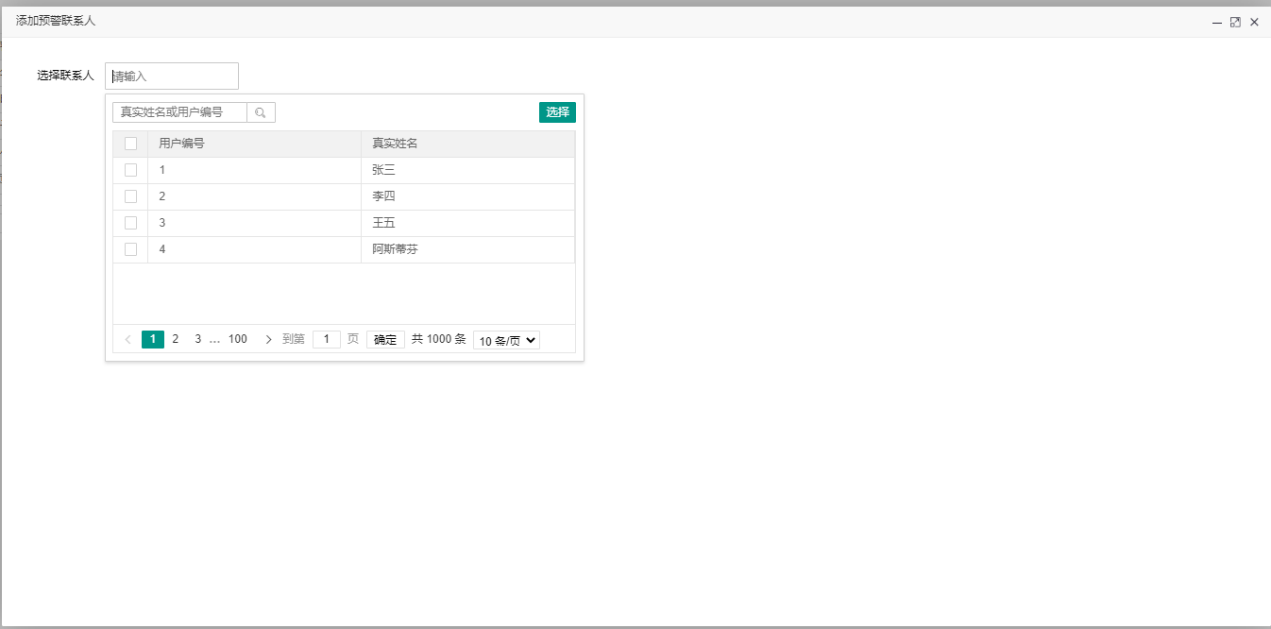 添加预警联系人
选择联系人 请输入
真实姓名或用户编号 选择
用户编号 真实姓名
1 张三
2 李四
3 王五
4 阿斯蒂芬
1 2 3 … 100 到第 1 页 确定 共 1000 条 10 条/页